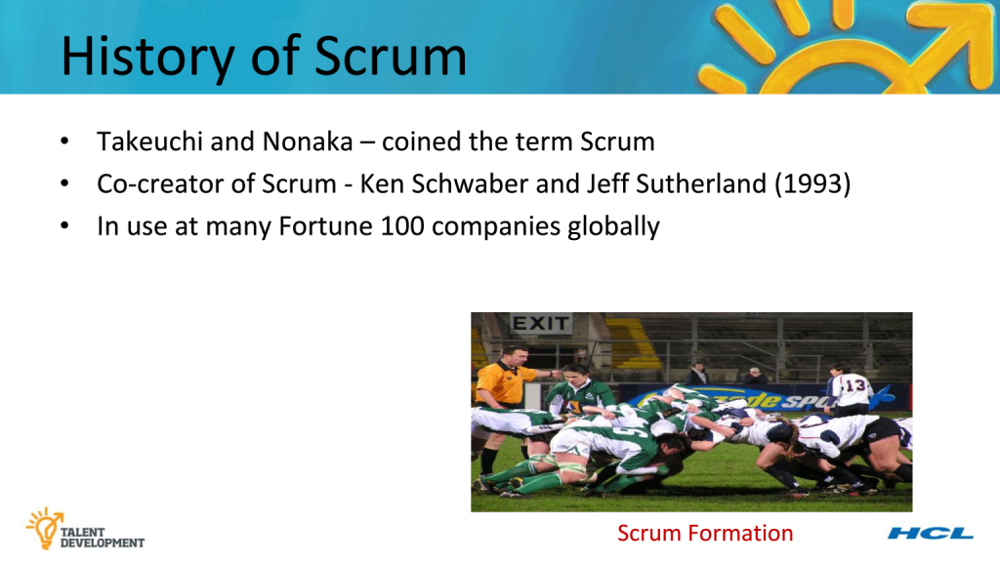 History of Scrum
• Takeuchi and Nonaka – coined the term Scrum
• Co-creator of Scrum - Ken Schwaber and Jeff Sutherland (1993)
• In use at many Fortune 100 companies globally
EXIT
13
Scrum Formation
TALENT
DEVELOPMENT
HCL